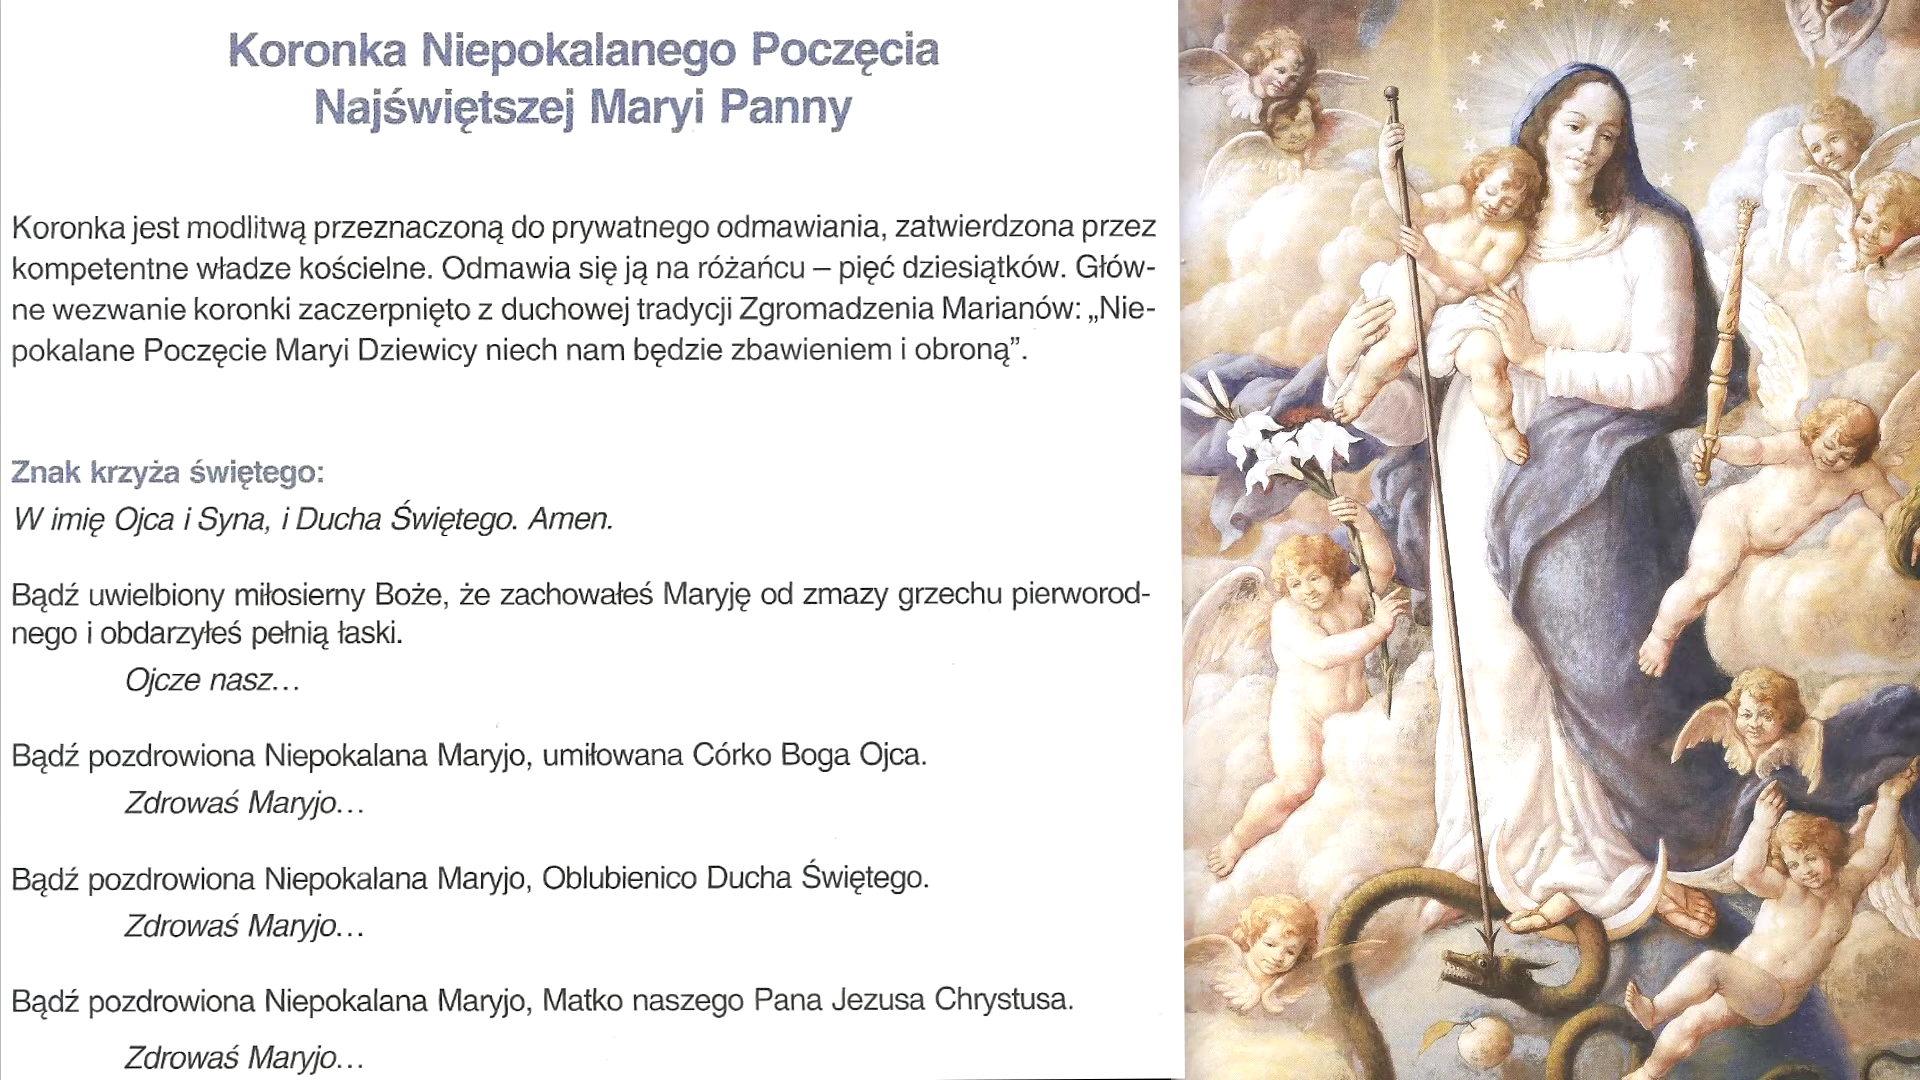 Koronka Niepokalanego Poczęcia
Najświętszej Maryi Panny
Koronka jest modlitwą przeznaczoną do prywatnego odmawiania, zatwierdzona przez
kompetentne władze kościelne. Odmawia się ją na różańcu – pięć dziesiątków. Głów-
ne wezwanie koronki zaczerpnięto z duchowej tradycji Zgromadzenia Marianów: „Nie-
pokalane Poczęcie Maryi Dziewicy niech nam będzie zbawieniem i obroną”.
Znak krzyża świętego:
W imię Ojca i Syna, i Ducha Świętego. Amen.
Bądź uwielbiony miłosierny Boże, że zachowałeś Maryję od zmazy grzechu pierworod-
nego i obdarzyłeś pełnią łaski.
Ojcze nasz…
Bądź pozdrowiona Niepokalana Maryjo, umiłowana Córko Boga Ojca.
Zdrowaś Maryjo…
Bądź pozdrowiona Niepokalana Maryjo, Oblubienico Ducha Świętego.
Zdrowaś Maryjo…
Bądź pozdrowiona Niepokalana Maryjo, Matko naszego Pana Jezusa Chrystusa.
Zdrowaś Maryjo…